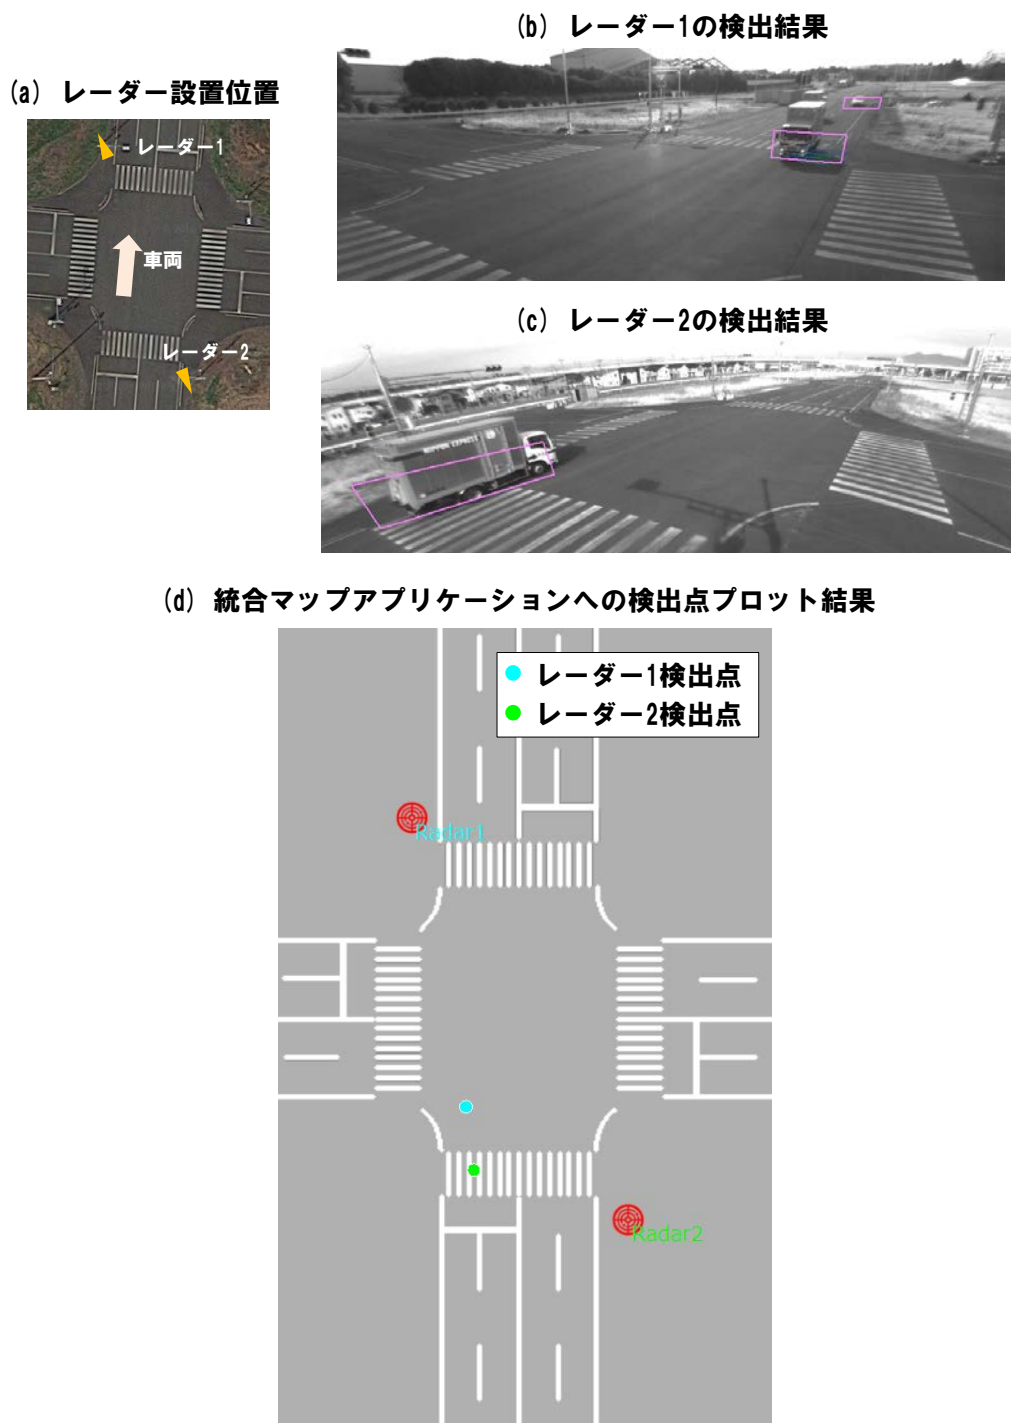 (b) レーダー1の検出結果
(a) レーダー設置位置
レーダー1
車両
レーダー2
(c) レーダー2の検出結果
NIPPON EXPRESS
(d) 統合マップアプリケーションへの検出点プロット結果
レーダー1検出点
レーダー2検出点
Radar1
Radar2